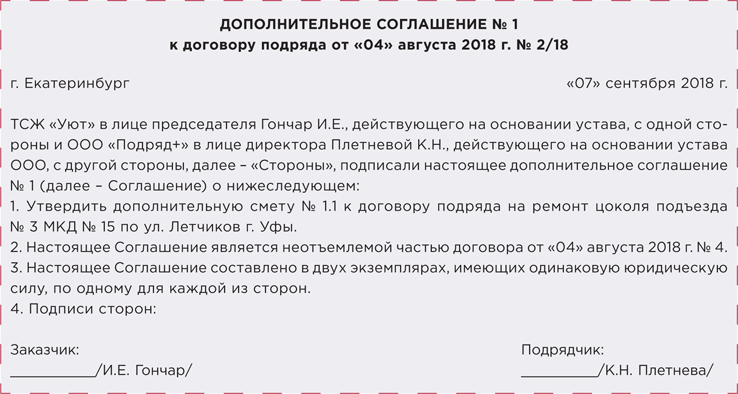 ДОПОЛНИТЕЛЬНОЕ СОГЛАШЕНИЕ № 1
к договору подряда от «04» августа 2018 г. № 2/18
г. Екатеринбург «07» сентября 2018 г.
ТСЖ «Уют» в лице председателя Гончар И.Е., действующего на основании устава, с одной сто-
роны и ООО «Подряд+» в лице директора Плетневой К.Н., действующего на основании устава
ООО, с другой стороны, далее – «Стороны», подписали настоящее дополнительное соглашение
№ 1 (далее – Соглашение) о нижеследующем:
1. Утвердить дополнительную смету № 1.1 к договору подряда на ремонт цоколя подъезда
№ 3 МКД № 15 по ул. Летчиков г. Уфы.
2. Настоящее Соглашение является неотъемлемой частью договора от «04» августа 2018 г. № 4.
3. Настоящее Соглашение составлено в двух экземплярах, имеющих одинаковую юридическую
силу, по одному для каждой из сторон.
4. Подписи сторон:
Заказчик: Подрядчик:
___________/И.Е. Гончар/ __________/К.Н. Плетнева/